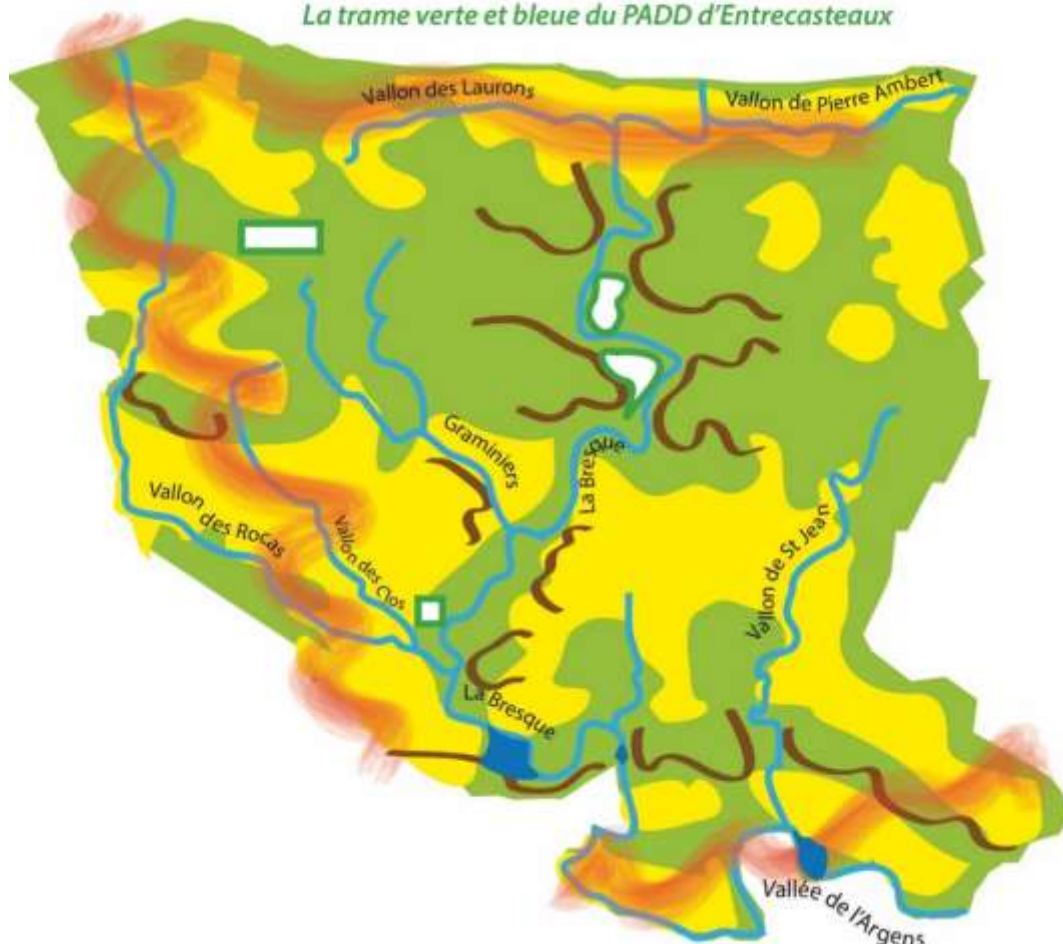 La trame verte et bleue du PADD d'Entrecasteaux
Vallon des Laurons
Vallon de Pierre Ambert
Graminiers
La Bresque
Vallon
des Rocas
Vallon des Clos
Vallon de St Jean
La Bresque
Vallée de l'Argens